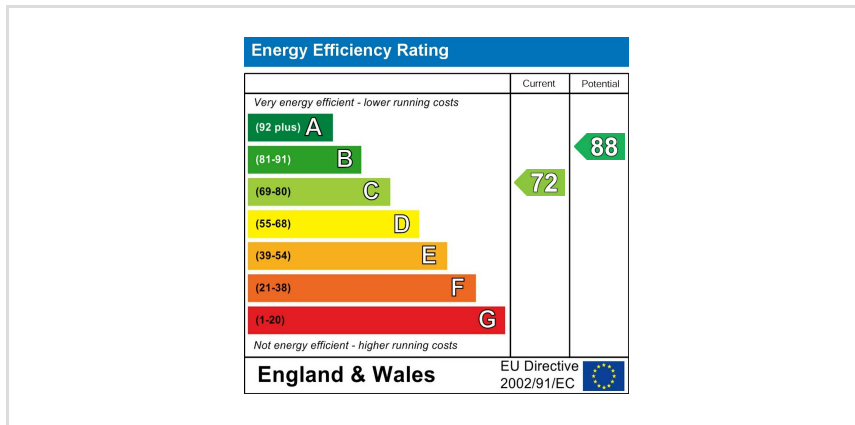 Energy Efficiency Rating
Current Potential
Very energy efficient - lower running costs
(92 plus) A
(81-91) B
88
(69-80) C
72
(55-68) D
(39-54) E
(21-38) F
(1-20) G
Not energy efficient - higher running costs
England & Wales
EU Directive
2002/91/EC